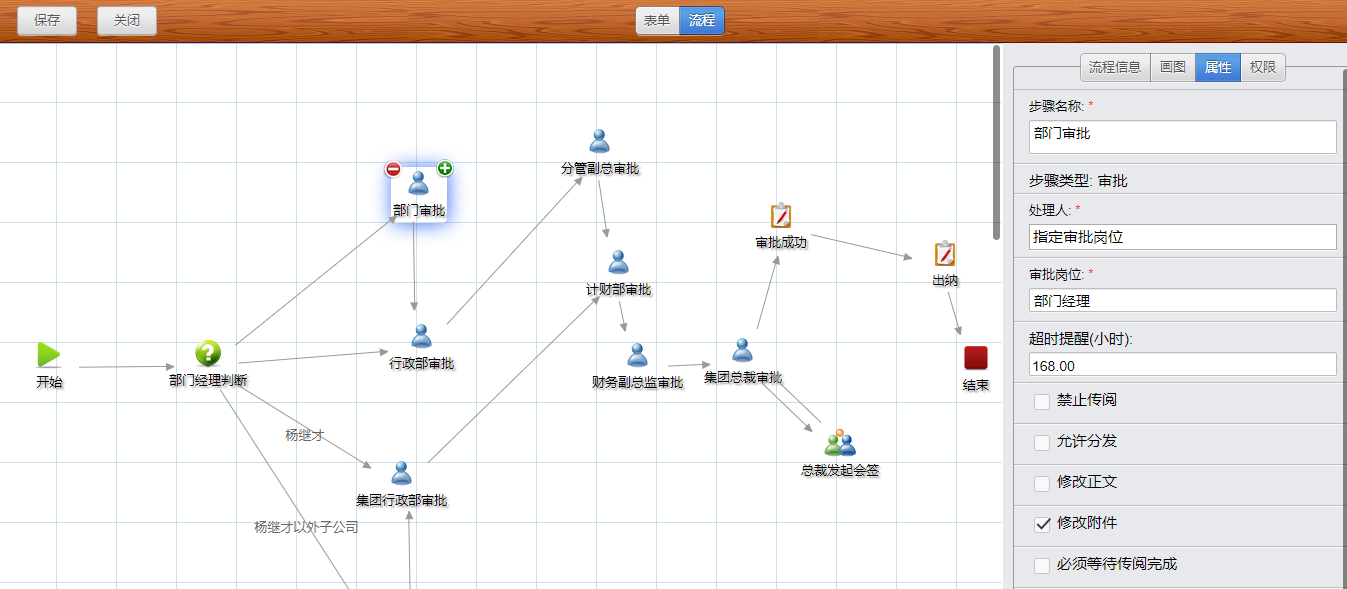 保存
关闭
表单 流程
流程信息 画图 属性 权限
步骤名称: *
部门审批
步骤类型: 审批
处理人: *
指定审批岗位
审批岗位: *
部门经理
超时提醒(小时):
168.00
禁止传阅
允许分发
修改正文
修改附件
必须等待传阅完成
分管副总审批
部门审批
审批成功
出纳
计财部审批
行政部审批
开始
部门经理判断
财务副总监审批
集团总裁审批
结束
杨继才
总裁发起会签
集团行政部审批
杨继才以外子公司